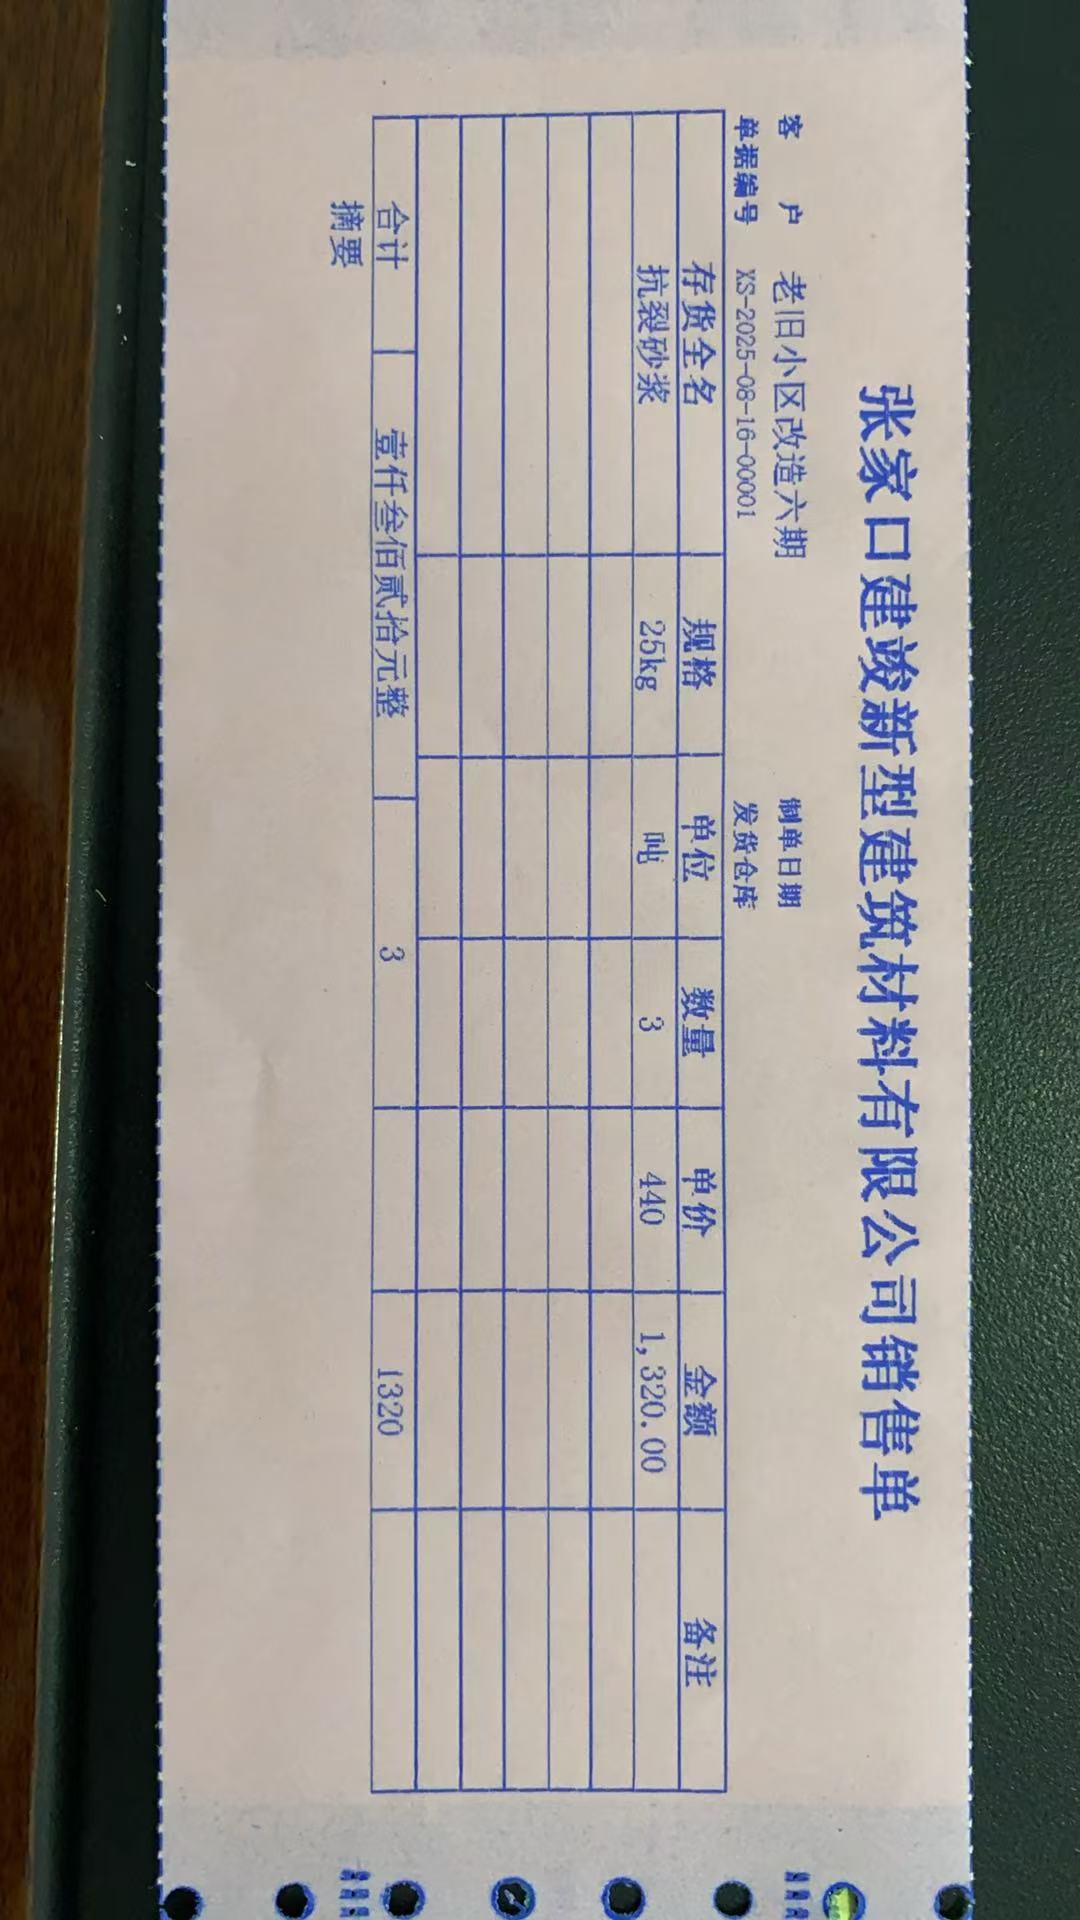 张家口建竣新型建筑材料有限公司销售单
客 户 老旧小区改造六期 制单日期
单据编号 XS-2025-08-16-00001 发货仓库
存货全名 规格 单位 数量 单价 金额 备注
抗裂砂浆 25kg 吨 3 440 1,320.00
合计 壹仟叁佰贰拾元整 3 1320
摘要